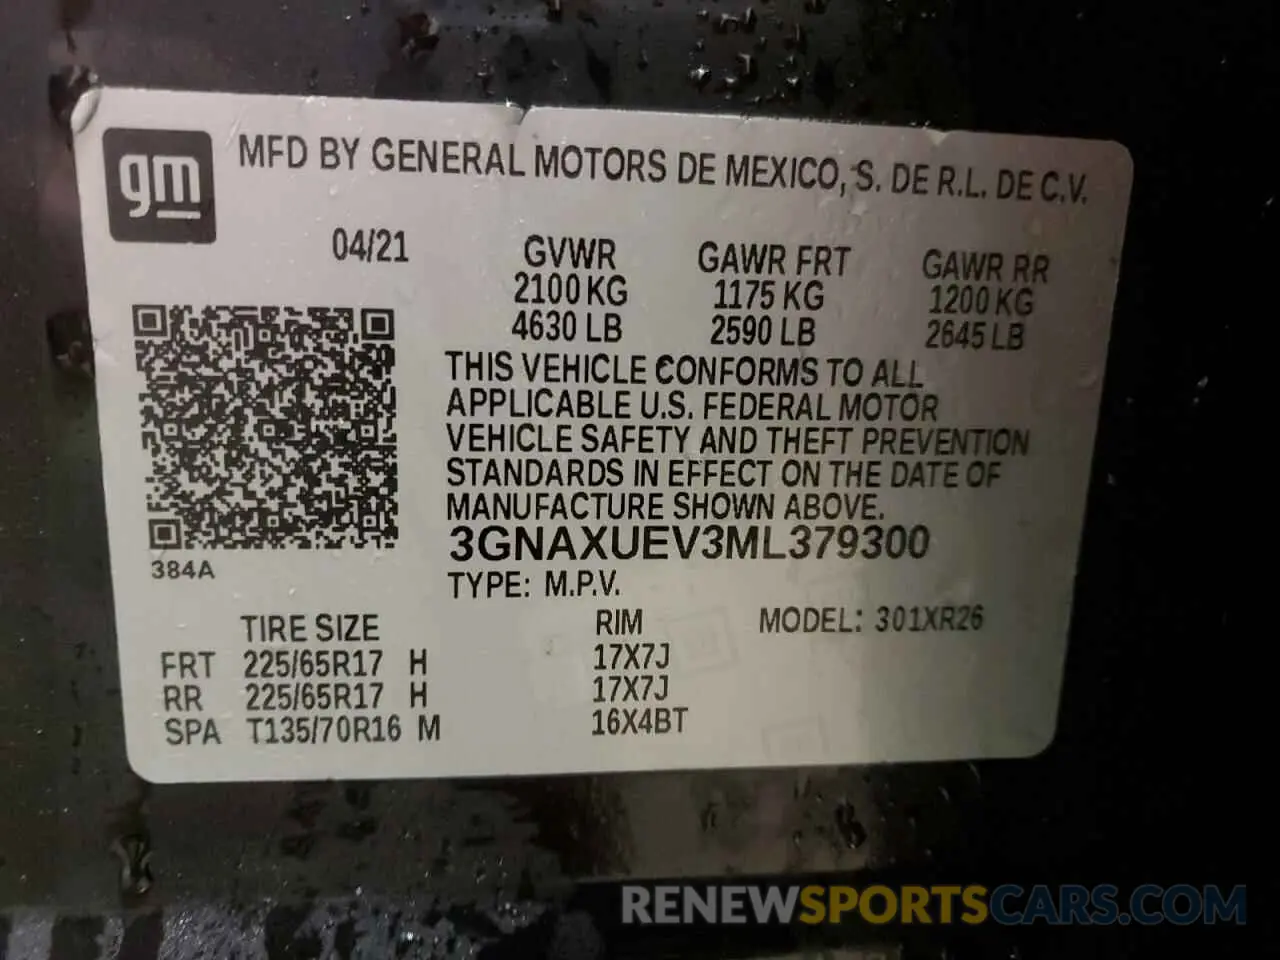 gm
MFD BY GENERAL MOTORS DE MEXICO, S. DE R.L. DE C.V.
04/21
GVWR GAWR FRT GAWR RR
2100 KG 1175 KG 1200 KG
4630 LB 2590 LB 2645 LB
THIS VEHICLE CONFORMS TO ALL
APPLICABLE U.S. FEDERAL MOTOR
VEHICLE SAFETY AND THEFT PREVENTION
STANDARDS IN EFFECT ON THE DATE OF
MANUFACTURE SHOWN ABOVE.
3GNAXUEV3ML379300
384A
TYPE: M.P.V.
TIRE SIZE RIM MODEL: 301XR26
FRT 225/65R17 H 17X7J
RR 225/65R17 H 17X7J
SPA T135/70R16 M 16X4BT
RENEWSPORTSCARS.COM